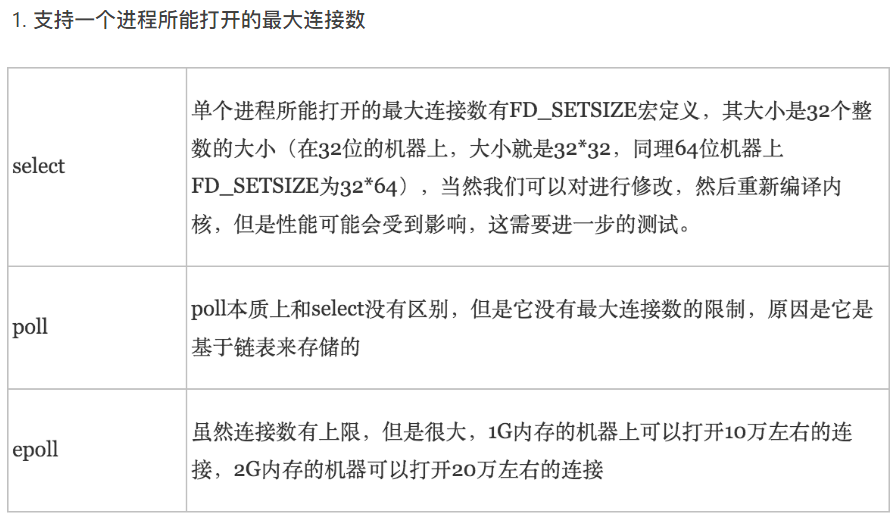 1. 支持一个进程所能打开的最大连接数
select
单个进程所能打开的最大连接数有FD_SETSIZE宏定义，其大小是32个整
数的大小（在32位的机器上，大小就是32*32，同理64位机器上
FD_SETSIZE为32*64），当然我们可以对进行修改，然后重新编译内
核，但是性能可能会受到影响，这需要进一步的测试。
poll
poll本质上和select没有区别，但是它没有最大连接数的限制，原因是它是
基于链表来存储的
epoll
虽然连接数有上限，但是很大，1G内存的机器上可以打开10万左右的连
接，2G内存的机器可以打开20万左右的连接